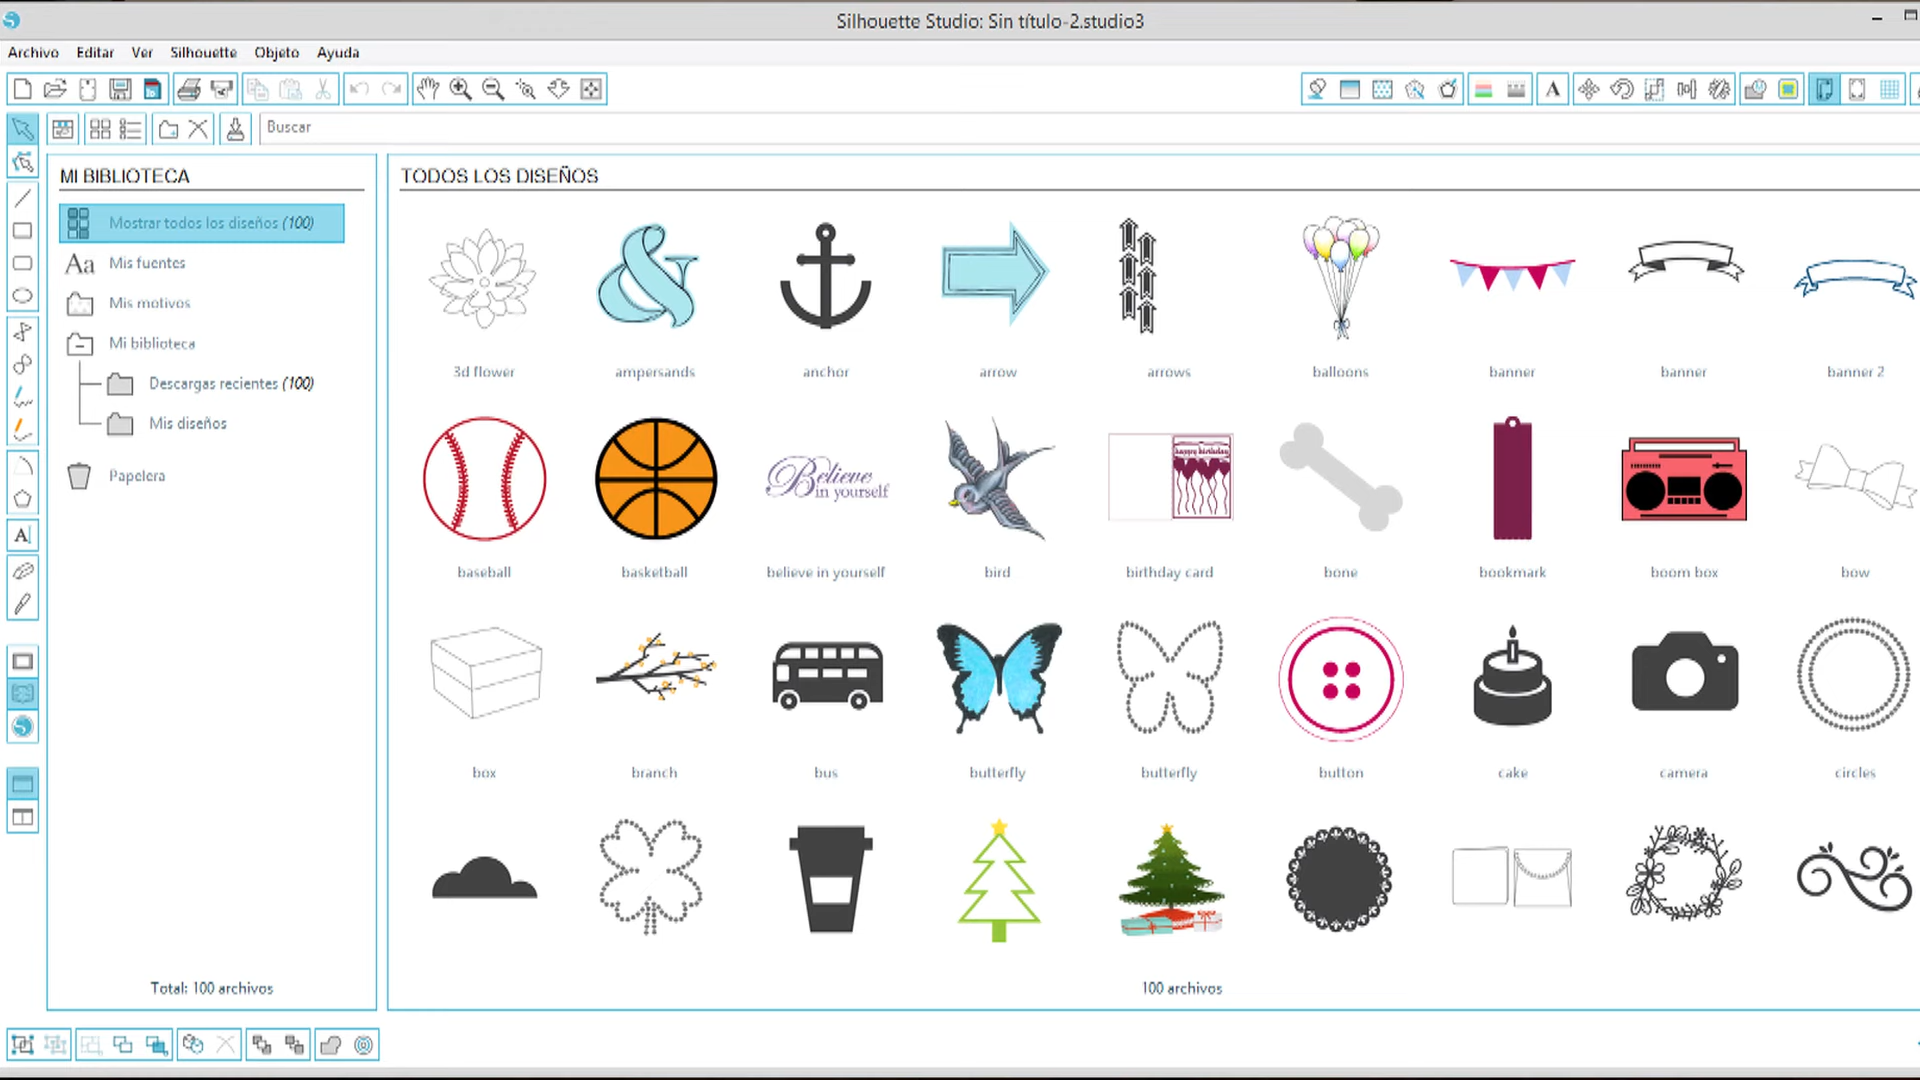 Silhouette Studio: Sin título-2.studio3
Archivo Editar Ver Silhouette Objeto Ayuda
Buscar
MI BIBLIOTECA
Mostrar todos los diseños (100)
Aa Mis fuentes
Mis motivos
Mi biblioteca
Descargas recientes (100)
Mis diseños
Papelera
Total: 100 archivos
TODOS LOS DISEÑOS
3d flower ampersands anchor arrow arrows balloons banner banner banner 2
Believe
in yourself
happy birthday
baseball basketball believe in yourself bird birthday card bone bookmark boom box bow
box branch bus butterfly butterfly button cake camera circles
100 archivos